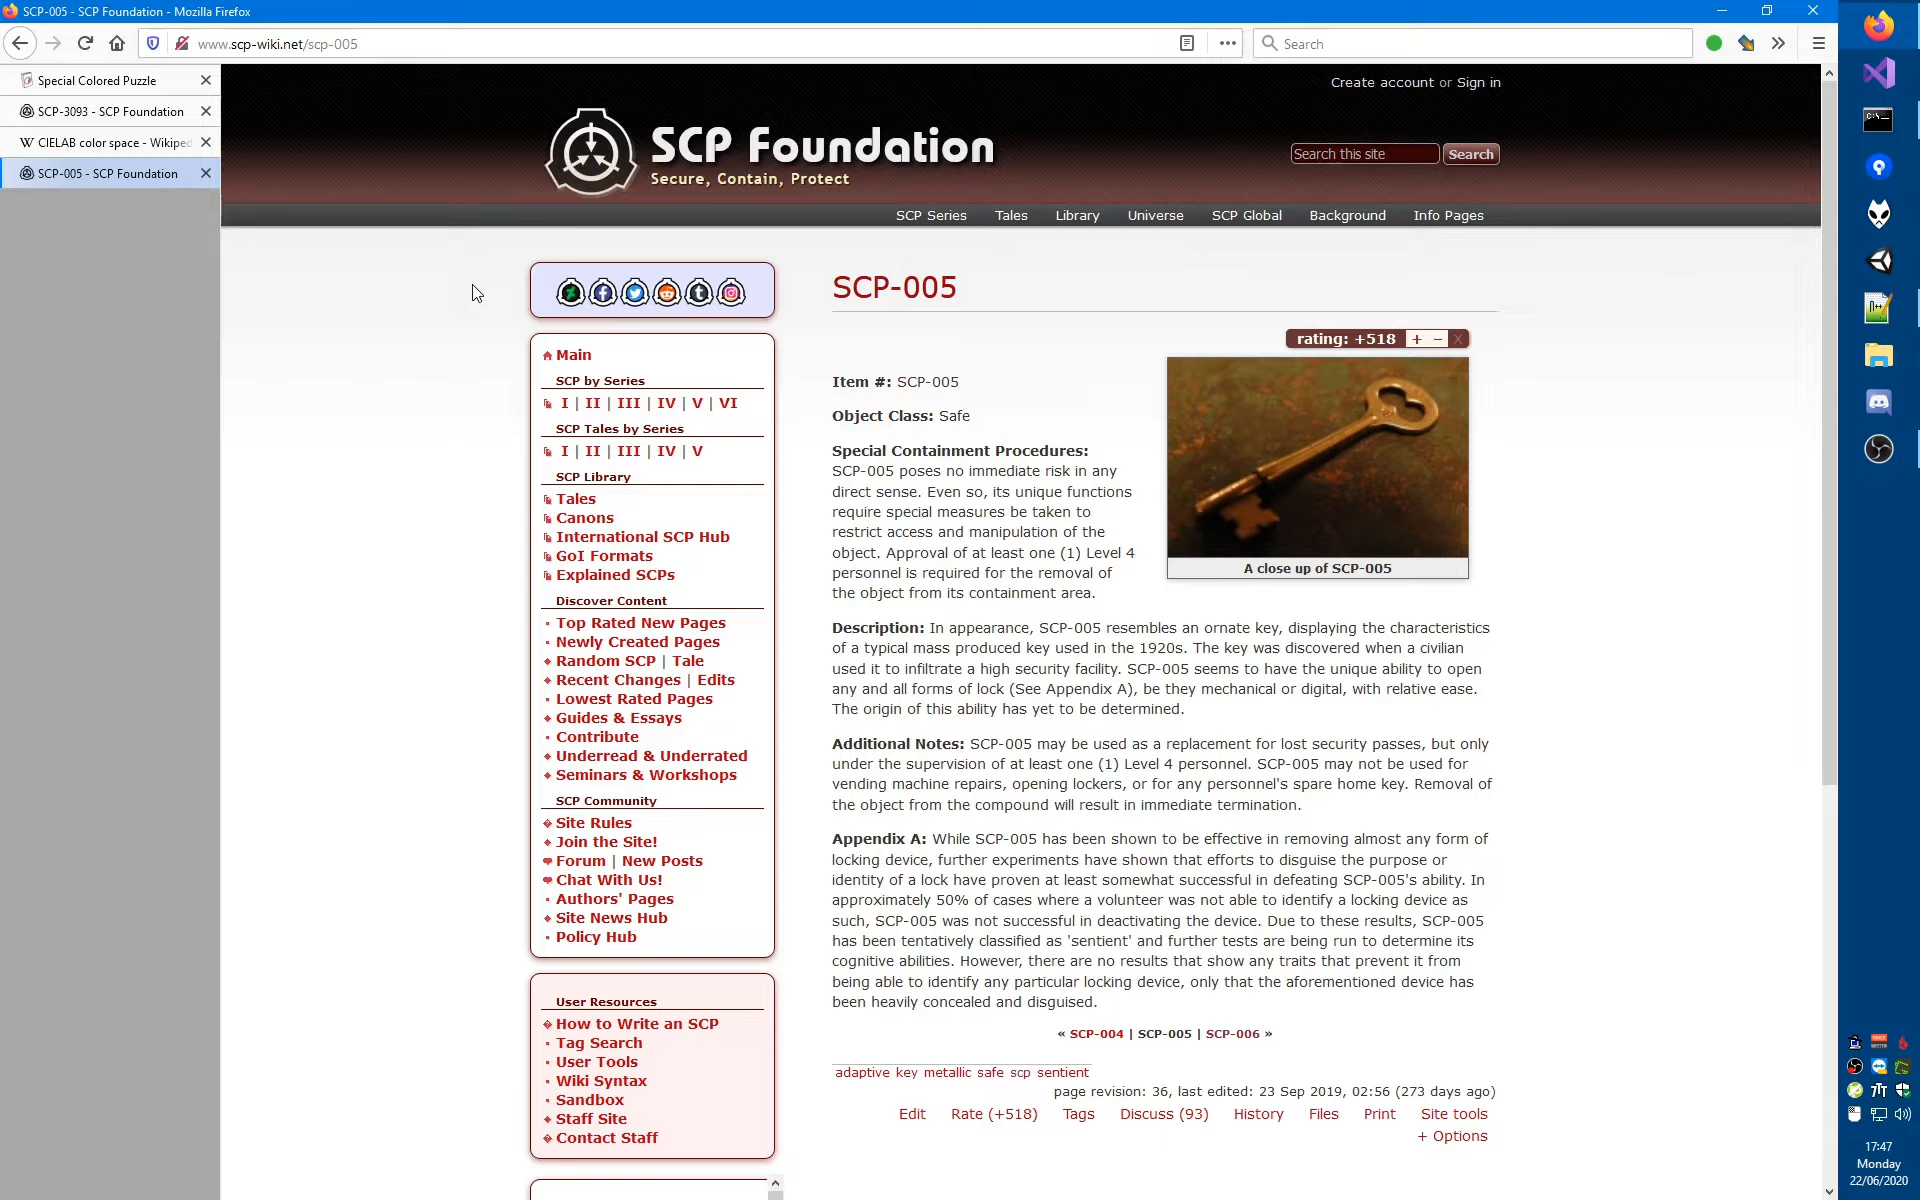 SCP-005 - SCP Foundation - Mozilla Firefox
www.scp-wiki.net/scp-005
Search
Special Colored Puzzle
SCP-3093 - SCP Foundation
CIELAB color space - Wikiped
SCP-005 - SCP Foundation
Create account or Sign in
SCP Foundation
Secure, Contain, Protect
Search this site
Search
SCP Series
Tales
Library
Universe
SCP Global
Background
Info Pages
Main
SCP by Series
I | II | III | IV | V | VI
SCP Tales by Series
I | II | III | IV | V
SCP Library
Tales
Canons
International SCP Hub
GoI Formats
Explained SCPs
Discover Content
Top Rated New Pages
Newly Created Pages
Random SCP | Tale
Recent Changes | Edits
Lowest Rated Pages
Guides & Essays
Contribute
Underread & Underrated
Seminars & Workshops
SCP Community
Site Rules
Join the Site!
Forum | New Posts
Chat With Us!
Authors' Pages
Site News Hub
Policy Hub
User Resources
How to Write an SCP
Tag Search
User Tools
Wiki Syntax
Sandbox
Staff Site
Contact Staff
SCP-005
rating: +518 + – X
Item #: SCP-005
Object Class: Safe
Special Containment Procedures:
SCP-005 poses no immediate risk in any
direct sense. Even so, its unique functions
require special measures be taken to
restrict access and manipulation of the
object. Approval of at least one (1) Level 4
personnel is required for the removal of
the object from its containment area.
A close up of SCP-005
Description: In appearance, SCP-005 resembles an ornate key, displaying the characteristics
of a typical mass produced key used in the 1920s. The key was discovered when a civilian
used it to infiltrate a high security facility. SCP-005 seems to have the unique ability to open
any and all forms of lock (See Appendix A), be they mechanical or digital, with relative ease.
The origin of this ability has yet to be determined.
Additional Notes: SCP-005 may be used as a replacement for lost security passes, but only
under the supervision of at least one (1) Level 4 personnel. SCP-005 may not be used for
vending machine repairs, opening lockers, or for any personnel's spare home key. Removal of
the object from the compound will result in immediate termination.
Appendix A: While SCP-005 has been shown to be effective in removing almost any form of
locking device, further experiments have shown that efforts to disguise the purpose or
identity of a lock have proven at least somewhat successful in defeating SCP-005's ability. In
approximately 50% of cases where a volunteer was not able to identify a locking device as
such, SCP-005 was not successful in deactivating the device. Due to these results, SCP-005
has been tentatively classified as 'sentient' and further tests are being run to determine its
cognitive abilities. However, there are no results that show any traits that prevent it from
being able to identify any particular locking device, only that the aforementioned device has
been heavily concealed and disguised.
« SCP-004 | SCP-005 | SCP-006 »
adaptive key metallic safe scp sentient
page revision: 36, last edited: 23 Sep 2019, 02:56 (273 days ago)
Edit
Rate (+518)
Tags
Discuss (93)
History
Files
Print
Site tools
+ Options
17:47
Monday
22/06/2020